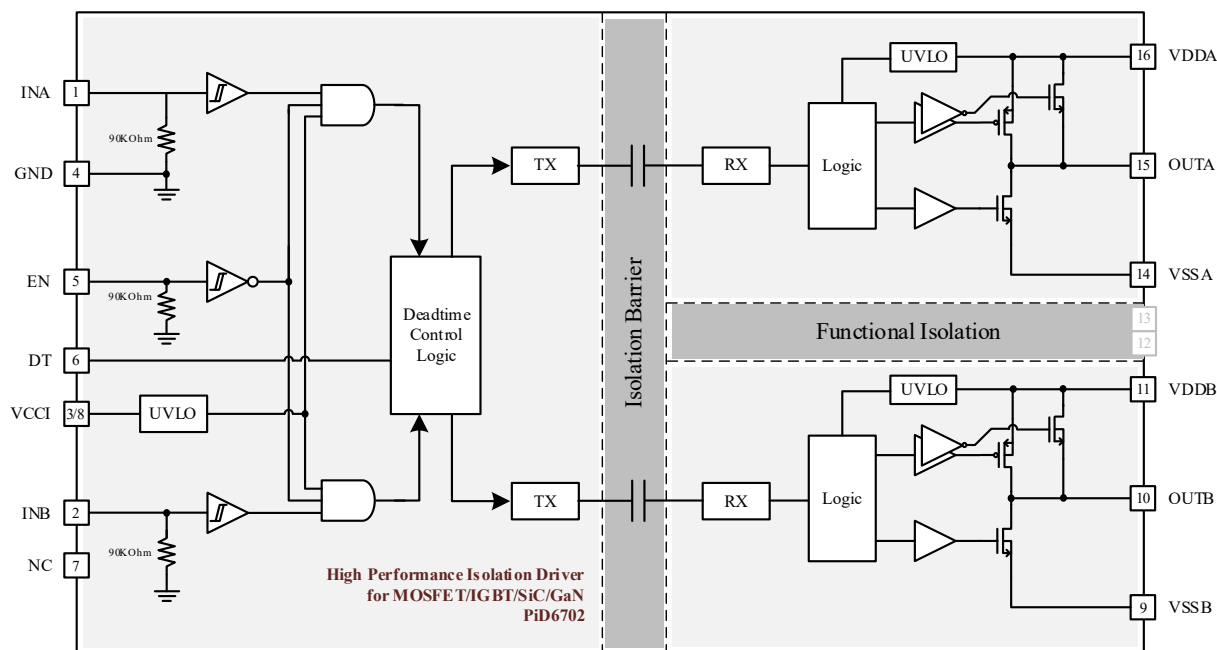 INA
1
90KOhm
GND
4
EN
5
90KOhm
DT
6
VCCI
3/8
UVLO
INB
2
90KOhm
NC
7
Deadtime
Control
Logic
TX
TX
High Performance Isolation Driver
for MOSFET/IGBT/SiC/GaN
PiD6702
Isolation Barrier
RX
Logic
UVLO
16
VDDA
15
OUTA
14
VSSA
Functional Isolation
13
12
RX
Logic
UVLO
11
VDDB
10
OUTB
9
VSSB